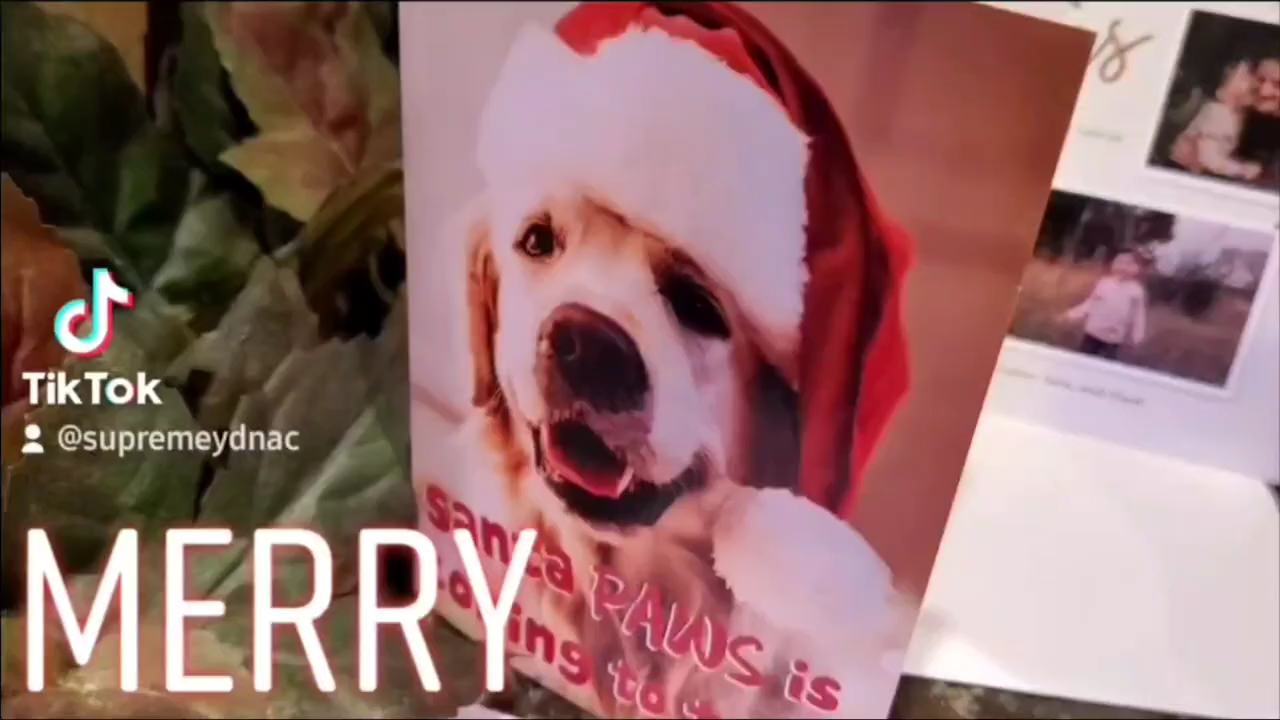 s
TikTok
@supremeydnac
MERRY
santa PAWS is
coming to t